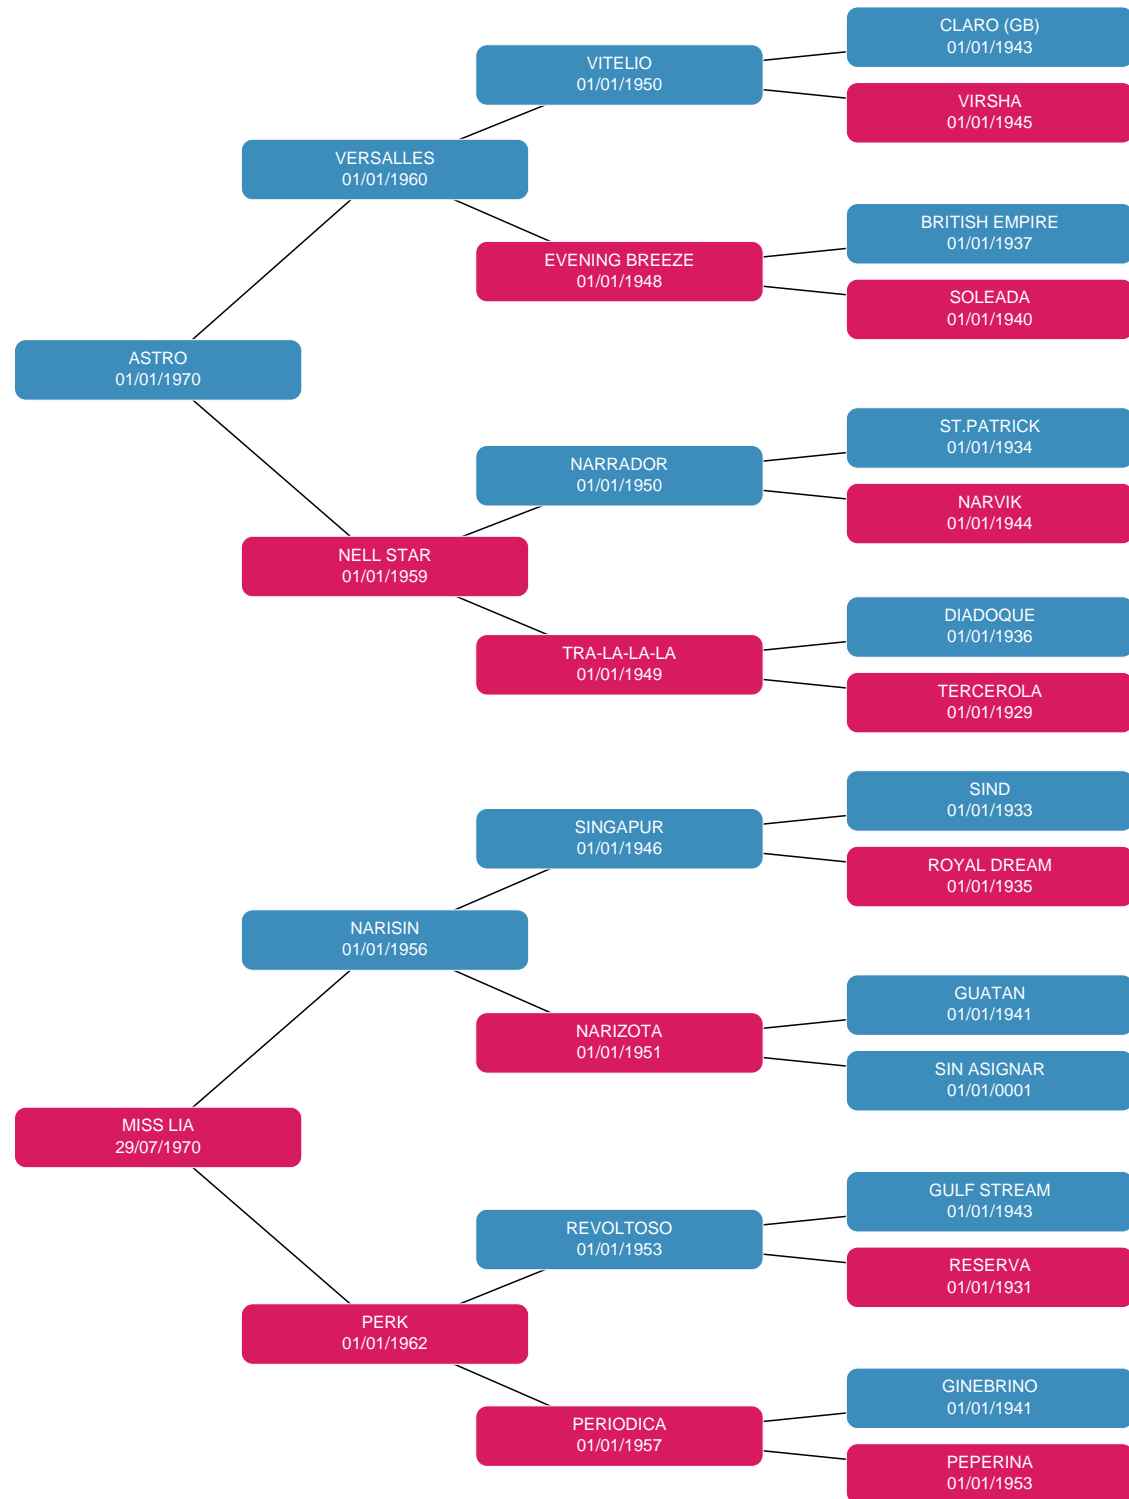 CLARO (GB)
01/01/1943
VITELIO
01/01/1950
VIRSHA
01/01/1945
VERSALLES
01/01/1960
BRITISH EMPIRE
01/01/1937
EVENING BREEZE
01/01/1948
SOLEADA
01/01/1940
ASTRO
01/01/1970
ST.PATRICK
01/01/1934
NARRADOR
01/01/1950
NARVIK
01/01/1944
NELL STAR
01/01/1959
DIADOQUE
01/01/1936
TRA-LA-LA-LA
01/01/1949
TERCEROLA
01/01/1929
SIND
01/01/1933
SINGAPUR
01/01/1946
ROYAL DREAM
01/01/1935
NARISIN
01/01/1956
GUATAN
01/01/1941
NARIZOTA
01/01/1951
SIN ASIGNAR
01/01/0001
MISS LIA
29/07/1970
GULF STREAM
01/01/1943
REVOLTOSO
01/01/1953
RESERVA
01/01/1931
PERK
01/01/1962
GINEBRINO
01/01/1941
PERIODICA
01/01/1957
PEPERINA
01/01/1953